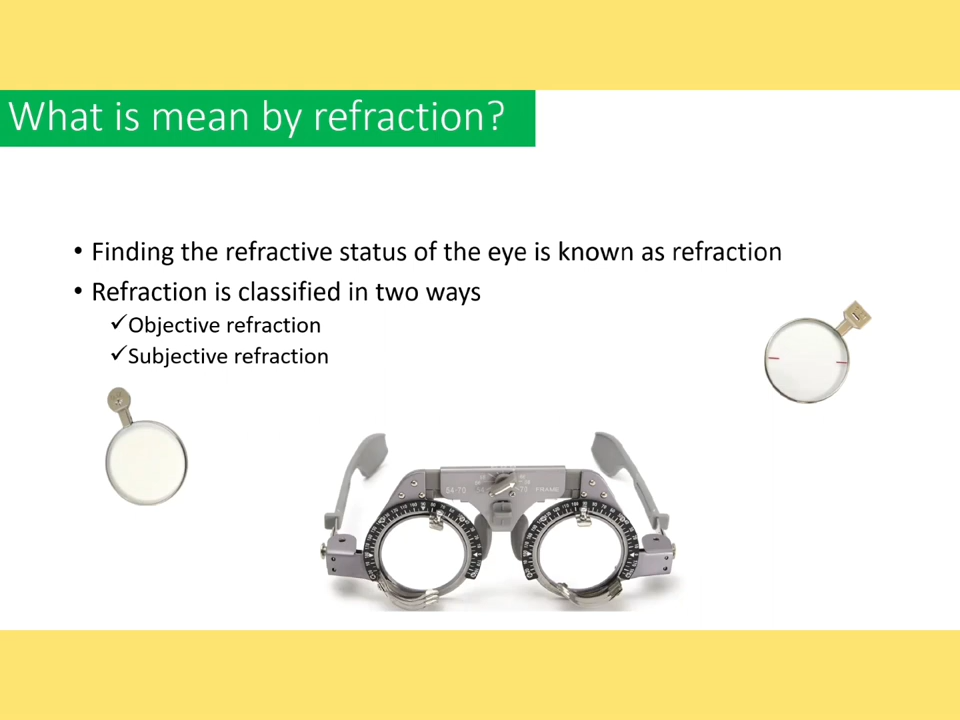 What is mean by refraction?
• Finding the refractive status of the eye is known as refraction
• Refraction is classified in two ways
✓Objective refraction
✓Subjective refraction